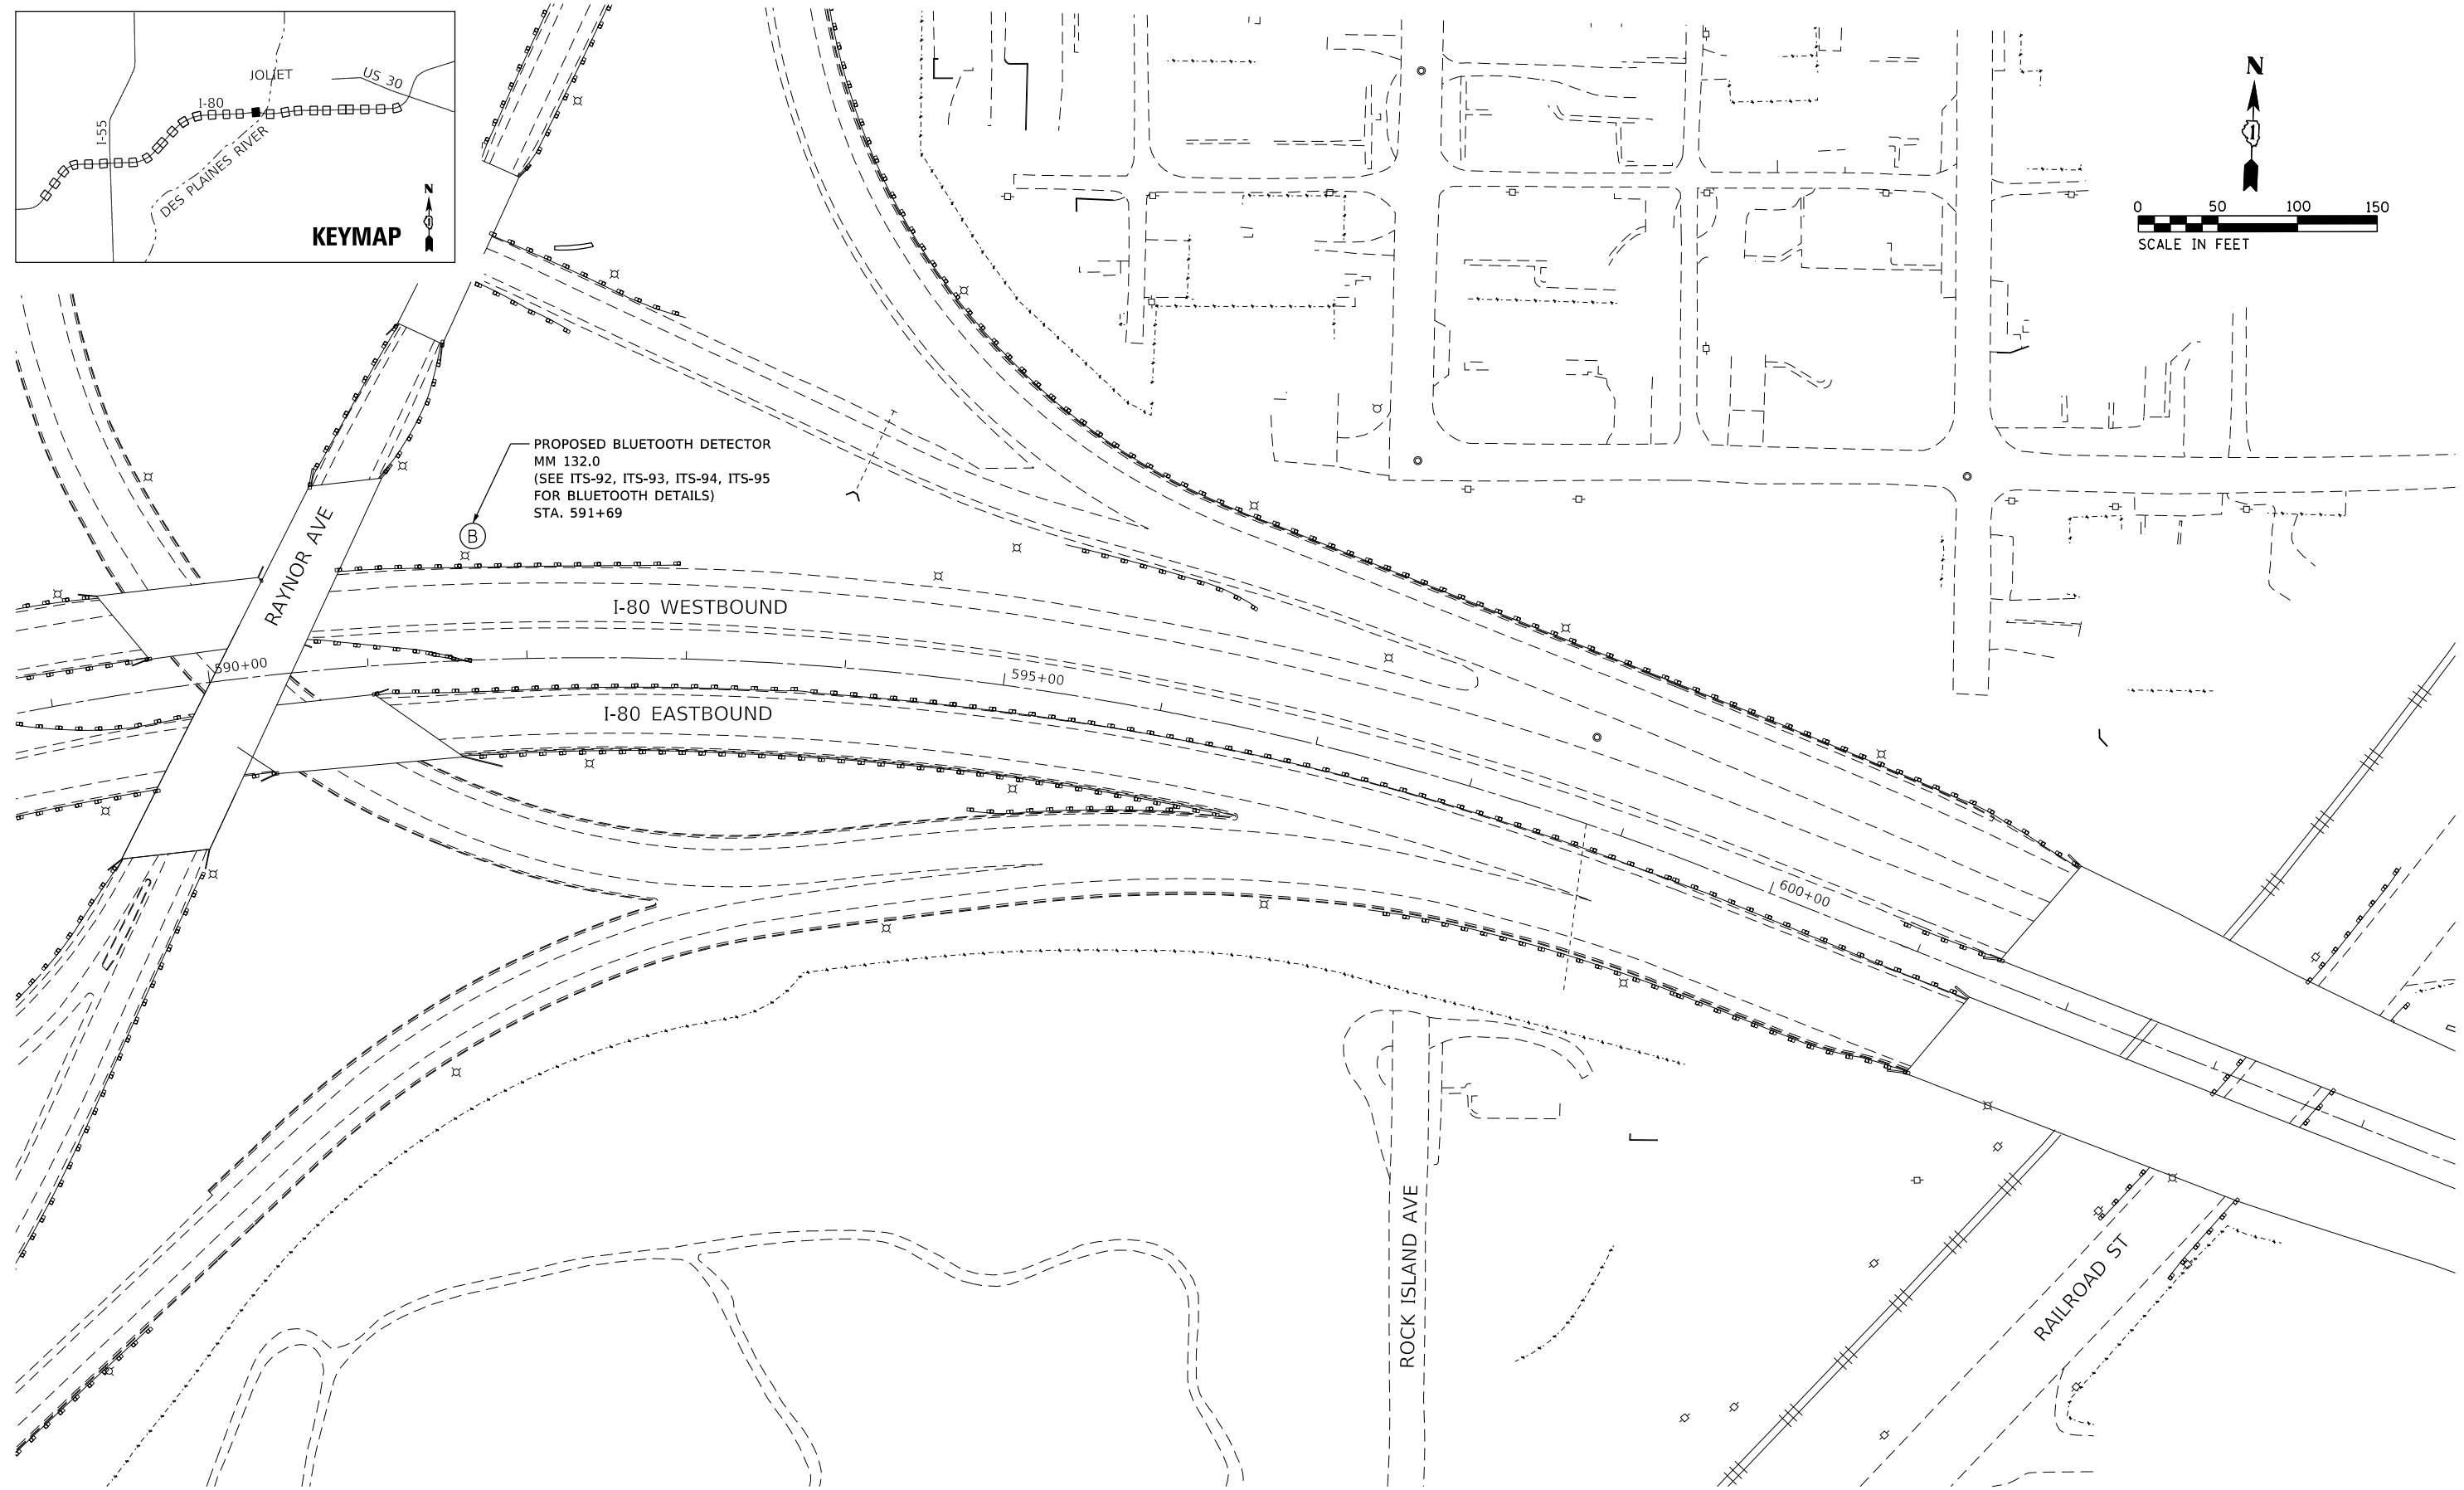 JOLIET
US 30
I-80
I-55
DES PLAINES RIVER
N
KEYMAP
N
1
0 50 100 150
SCALE IN FEET
PROPOSED BLUETOOTH DETECTOR
MM 132.0
(SEE ITS-92, ITS-93, ITS-94, ITS-95
FOR BLUETOOTH DETAILS)
STA. 591+69
B
RAYNOR AVE
I-80 WESTBOUND
590+00
595+00
I-80 EASTBOUND
600+00
ROCK ISLAND AVE
RAILROAD ST